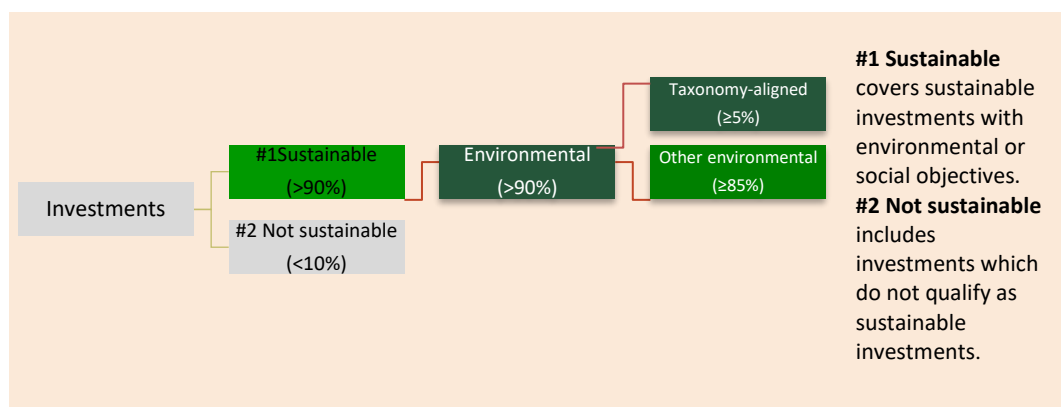 Investments
#1Sustainable
(>90%)
#2 Not sustainable
(<10%)
Environmental
(>90%)
Taxonomy-aligned
(≥5%)
Other environmental
(≥85%)
#1 Sustainable
covers sustainable
investments with
environmental or
social objectives.
#2 Not sustainable
includes
investments which
do not qualify as
sustainable
investments.